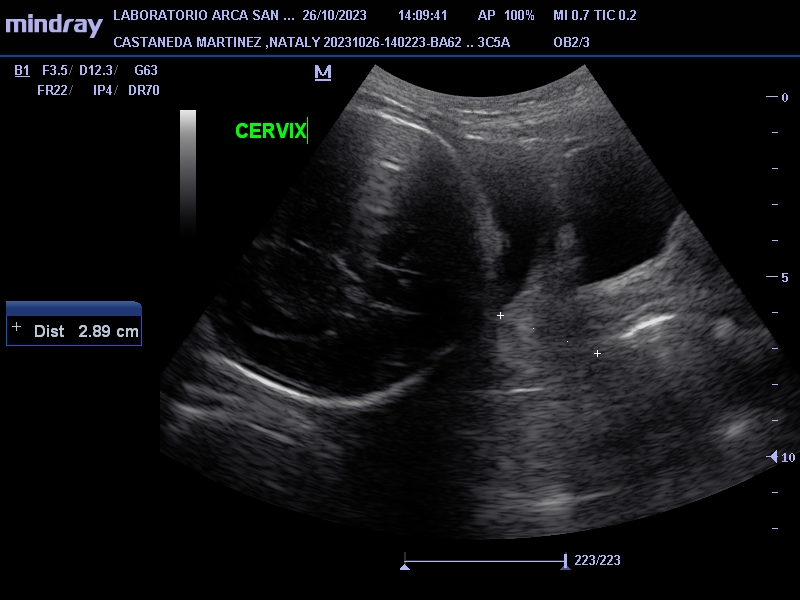 mindray
LABORATORIO ARCA SAN ... 26/10/2023 14:09:41 AP 100% MI 0.7 TIC 0.2
CASTANEDA MARTINEZ ,NATALY 20231026-140223-BA62 .. 3C5A OB2/3
B1 F3.5/ D12.3/ G63
FR22/ IP4/ DR70
M
CERVIX
0
5
+ Dist 2.89 cm
10
223/223